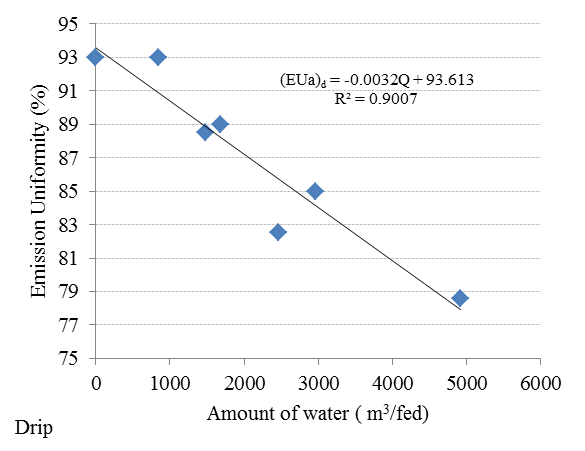 95
93
91
89
87
85
83
81
79
77
75
Emission Uniformity (%)
(EUa)d = -0.0032Q + 93.613
R² = 0.9007
0 1000 2000 3000 4000 5000 6000
Amount of water ( m³/fed)
Drip